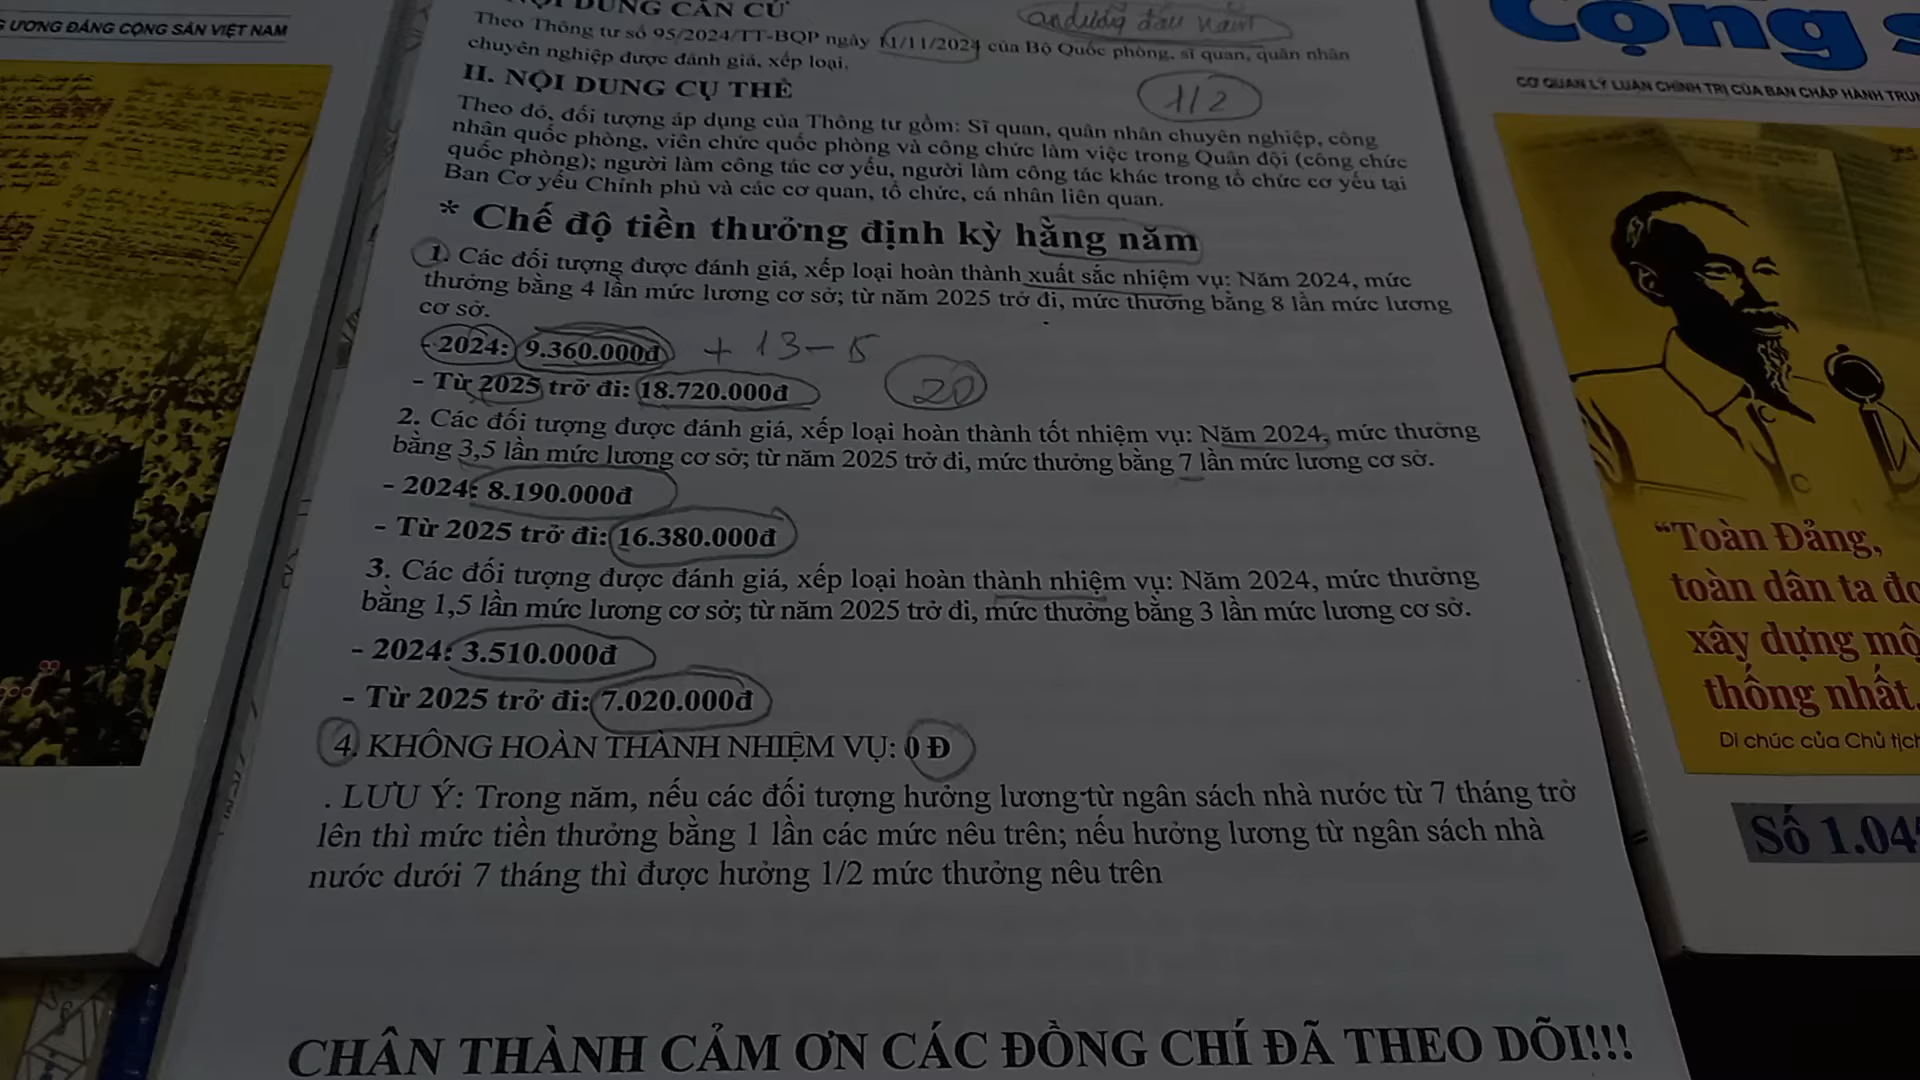 ƯƠNG ĐẢNG CỘNG SẢN VIỆT NAM
DUNG CĂN CỨ
Theo Thông tư số 95/2024/TT-BQP ngày 11/11/2024 của Bộ Quốc phòng, sĩ quan, quân nhân
chuyên nghiệp được đánh giá, xếp loại.
1/2
II. NỘI DUNG CỤ THỂ
Theo đó, đối tượng áp dụng của Thông tư gồm: Sĩ quan, quân nhân chuyên nghiệp, công
nhân quốc phòng, viên chức quốc phòng và công chức làm việc trong Quân đội (công chức
quốc phòng); người làm công tác cơ yếu, người làm công tác khác trong tổ chức cơ yếu tại
Ban Cơ yếu Chính phủ và các cơ quan, tổ chức, cá nhân liên quan.
* Chế độ tiền thưởng định kỳ hằng năm
1. Các đối tượng được đánh giá, xếp loại hoàn thành xuất sắc nhiệm vụ: Năm 2024, mức
thưởng bằng 4 lần mức lương cơ sở; từ năm 2025 trở đi, mức thưởng bằng 8 lần mức lương
cơ sở.
- 2024: 9.360.000đ + 13 - 15
- Từ 2025 trở đi: 18.720.000đ 20
2. Các đối tượng được đánh giá, xếp loại hoàn thành tốt nhiệm vụ: Năm 2024, mức thưởng
bằng 3,5 lần mức lương cơ sở; từ năm 2025 trở đi, mức thưởng bằng 7 lần mức lương cơ sở.
- 2024: 8.190.000đ
- Từ 2025 trở đi: 16.380.000đ
3. Các đối tượng được đánh giá, xếp loại hoàn thành nhiệm vụ: Năm 2024, mức thưởng
bằng 1,5 lần mức lương cơ sở; từ năm 2025 trở đi, mức thưởng bằng 3 lần mức lương cơ sở.
- 2024: 3.510.000đ
- Từ 2025 trở đi: 7.020.000đ
4. KHÔNG HOÀN THÀNH NHIỆM VỤ: 0 Đ
. LƯU Ý: Trong năm, nếu các đối tượng hưởng lương từ ngân sách nhà nước từ 7 tháng trở
lên thì mức tiền thưởng bằng 1 lần các mức nêu trên; nếu hưởng lương từ ngân sách nhà
nước dưới 7 tháng thì được hưởng 1/2 mức thưởng nêu trên
CHÂN THÀNH CẢM ƠN CÁC ĐỒNG CHÍ ĐÃ THEO DÕI!!!
Cộng s
CƠ QUAN LÝ LUẬN CHÍNH TRỊ CỦA BAN CHẤP HÀNH TRUN
“Toàn Đảng,
toàn dân ta đo
xây dựng mộ
thống nhất,
Di chúc của Chủ tịch
Số 1.04